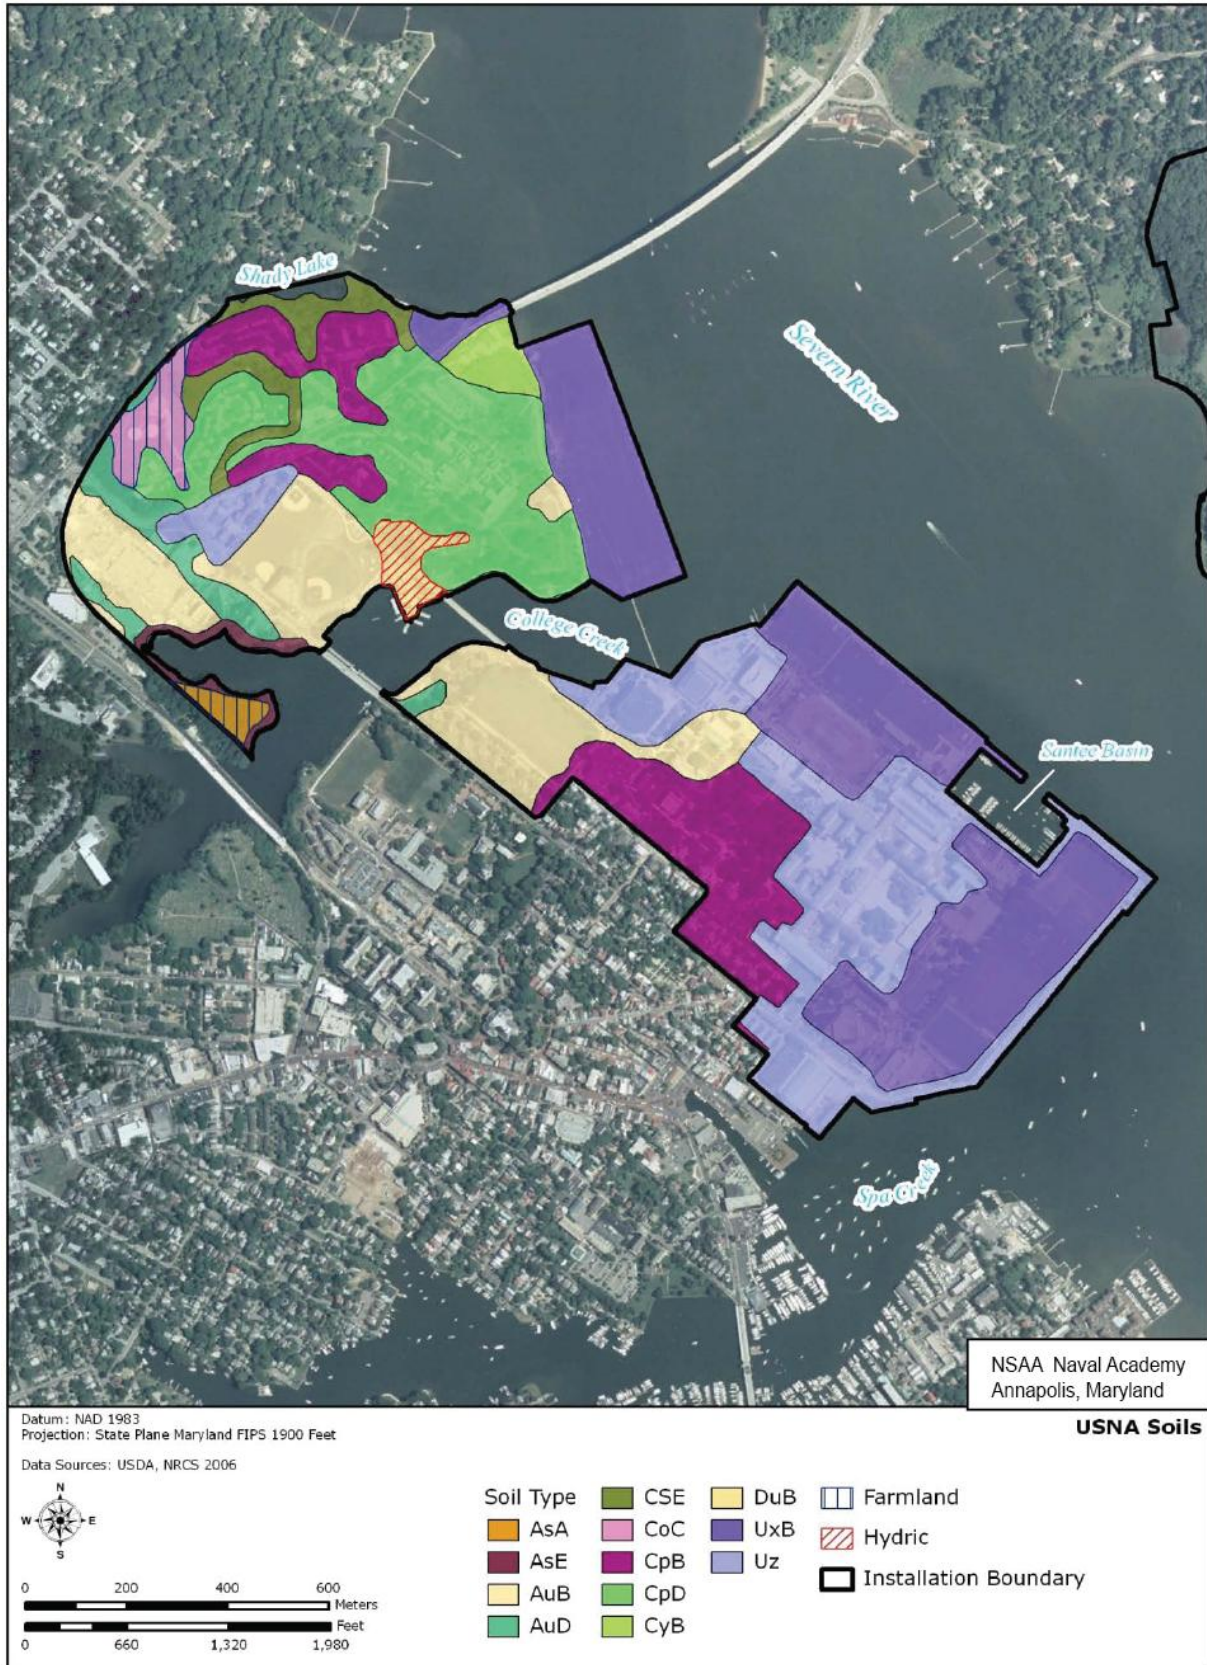 Shady Lake
Severn River
College Creek
Santee Basin
Spa Creek
NSAA Naval Academy
Annapolis, Maryland
USNA Soils
Datum: NAD 1983
Projection: State Plane Maryland FIPS 1900 Feet
Data Sources: USDA, NRCS 2006
N
W E
S
0 200 400 600
Meters
Feet
0 660 1,320 1,980
Soil Type
AsA
AsE
AuB
AuD
CSE
CoC
CpB
CpD
CyB
DuB
UxB
Uz
Farmland
Hydric
Installation Boundary